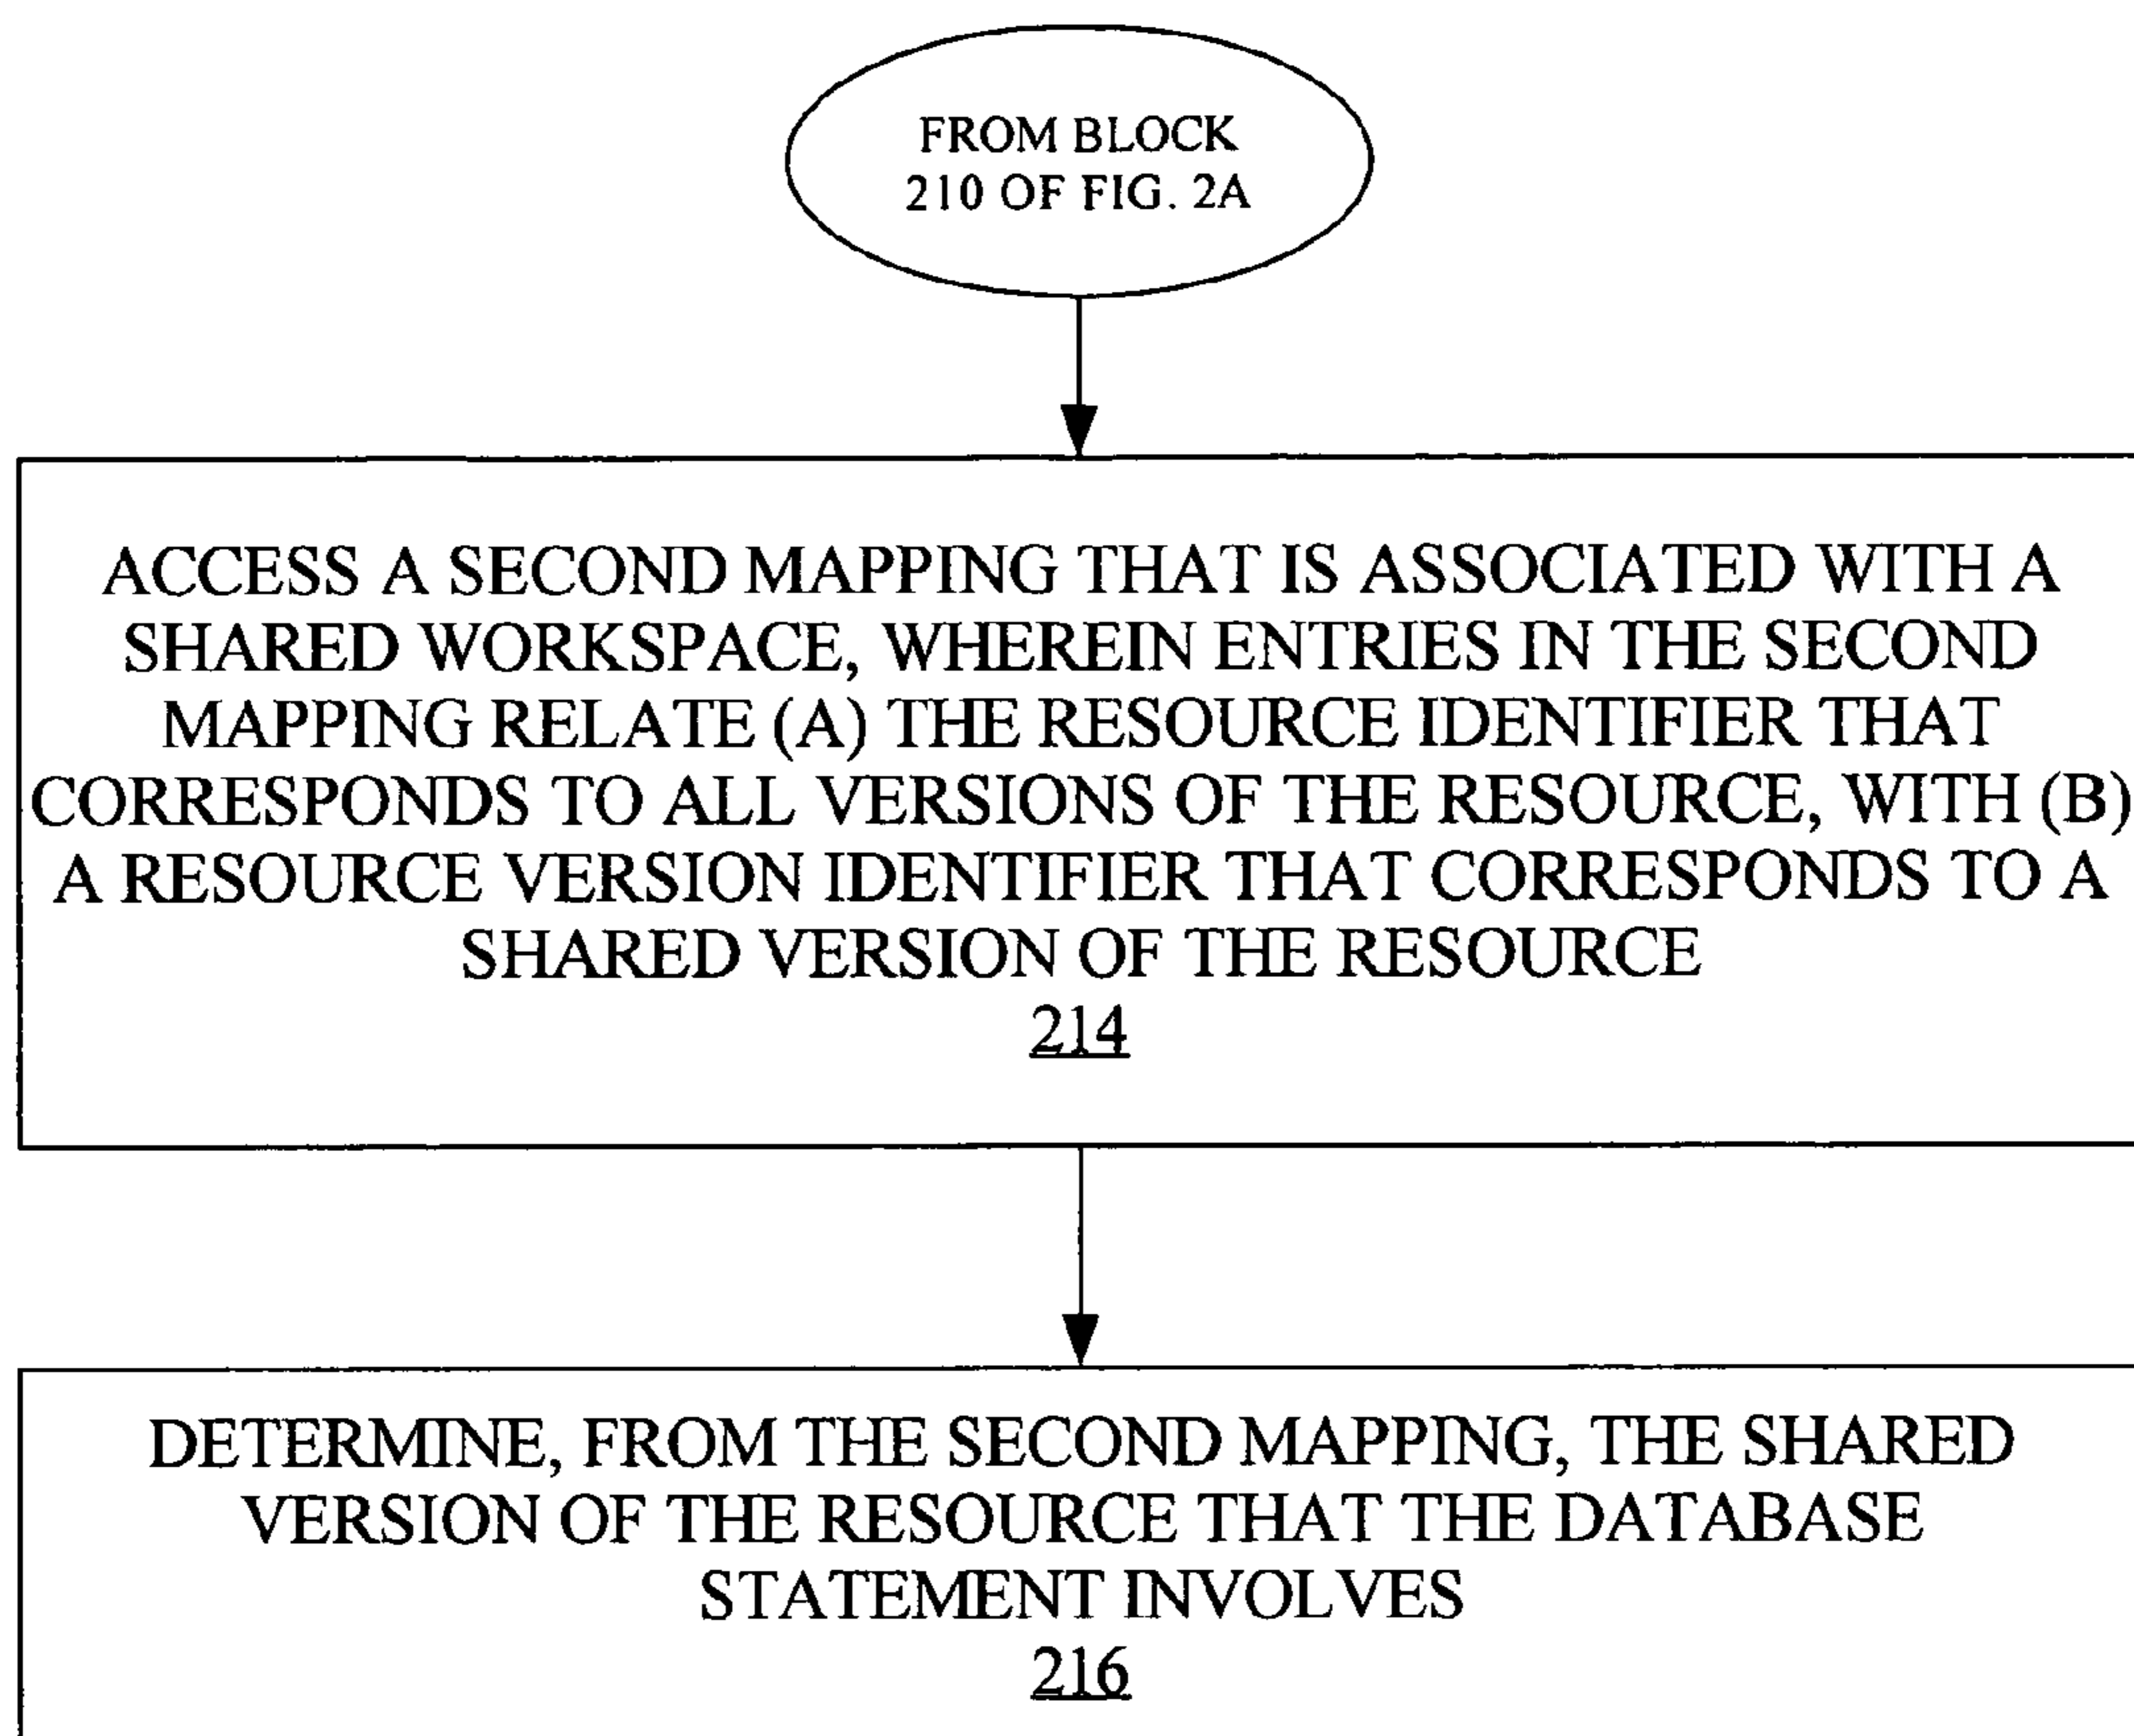 FROM BLOCK
210 OF FIG. 2A
ACCESS A SECOND MAPPING THAT IS ASSOCIATED WITH A
SHARED WORKSPACE, WHEREIN ENTRIES IN THE SECOND
MAPPING RELATE (A) THE RESOURCE IDENTIFIER THAT
CORRESPONDS TO ALL VERSIONS OF THE RESOURCE, WITH (B)
A RESOURCE VERSION IDENTIFIER THAT CORRESPONDS TO A
SHARED VERSION OF THE RESOURCE
214
DETERMINE, FROM THE SECOND MAPPING, THE SHARED
VERSION OF THE RESOURCE THAT THE DATABASE
STATEMENT INVOLVES
216